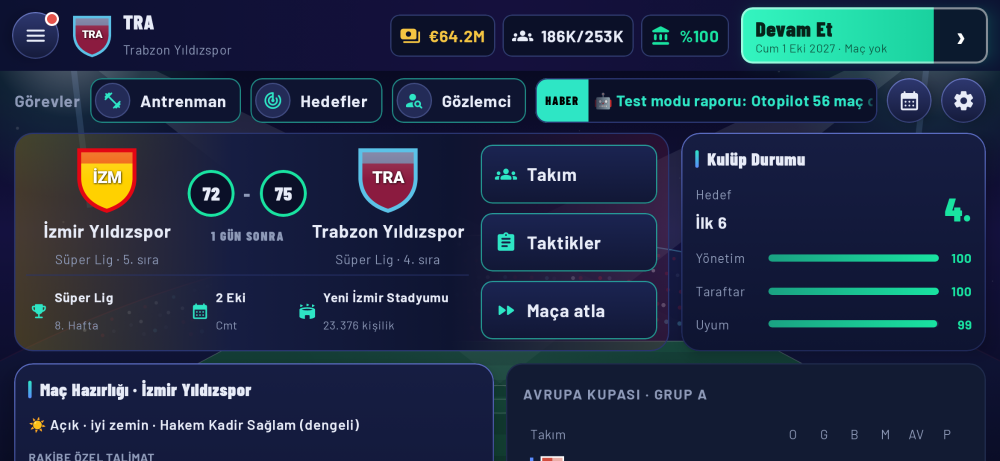 TRA
TRA
Trabzon Yıldızspor
€64.2M
186K/253K
%100
Devam Et
Cum 1 Eki 2027 · Maç yok
Görevler
Antrenman
Hedefler
Gözlemci
HABER
Test modu raporu: Otopilot 56 maç
İZM
72 - 75
TRA
İzmir Yıldızspor
1 GÜN SONRA
Trabzon Yıldızspor
Süper Lig · 5. sıra
Süper Lig · 4. sıra
Süper Lig
8. Hafta
2 Eki
Cmt
Yeni İzmir Stadyumu
23.376 kişilik
Takım
Taktikler
Maça atla
Kulüp Durumu
Hedef
İlk 6
4.
Yönetim 100
Taraftar 100
Uyum 99
Maç Hazırlığı · İzmir Yıldızspor
Açık · iyi zemin · Hakem Kadir Sağlam (dengeli)
RAKİBE ÖZEL TALİMAT
AVRUPA KUPASI · GRUP A
Takım O G B M AV P